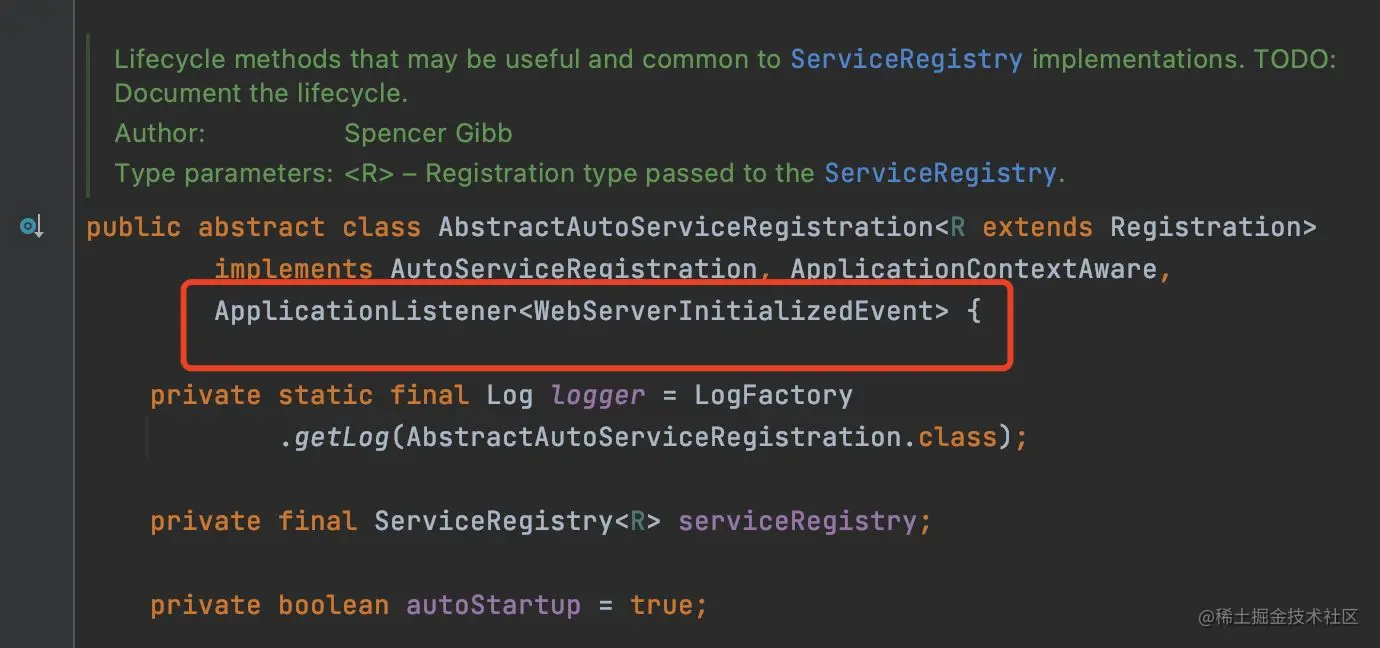 Lifecycle methods that may be useful and common to ServiceRegistry implementations. TODO:
Document the lifecycle.
Author: Spencer Gibb
Type parameters: <R> – Registration type passed to the ServiceRegistry.
public abstract class AbstractAutoServiceRegistration<R extends Registration>
implements AutoServiceRegistration, ApplicationContextAware,
ApplicationListener<WebServerInitializedEvent> {
private static final Log logger = LogFactory
.getLog(AbstractAutoServiceRegistration.class);
private final ServiceRegistry<R> serviceRegistry;
private boolean autoStartup = true;
@稀土掘金技术社区